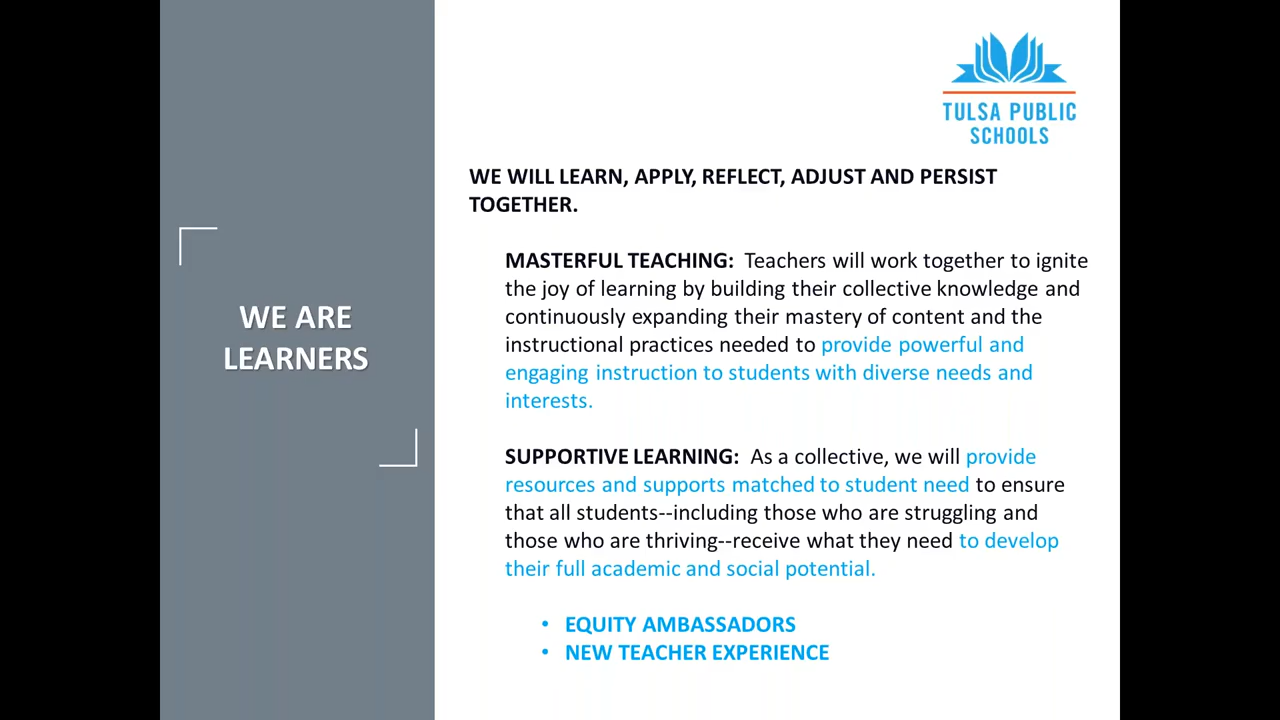 TULSA PUBLIC
SCHOOLS
WE ARE
LEARNERS
WE WILL LEARN, APPLY, REFLECT, ADJUST AND PERSIST
TOGETHER.
MASTERFUL TEACHING: Teachers will work together to ignite
the joy of learning by building their collective knowledge and
continuously expanding their mastery of content and the
instructional practices needed to provide powerful and
engaging instruction to students with diverse needs and
interests.
SUPPORTIVE LEARNING: As a collective, we will provide
resources and supports matched to student need to ensure
that all students--including those who are struggling and
those who are thriving--receive what they need to develop
their full academic and social potential.
• EQUITY AMBASSADORS
• NEW TEACHER EXPERIENCE